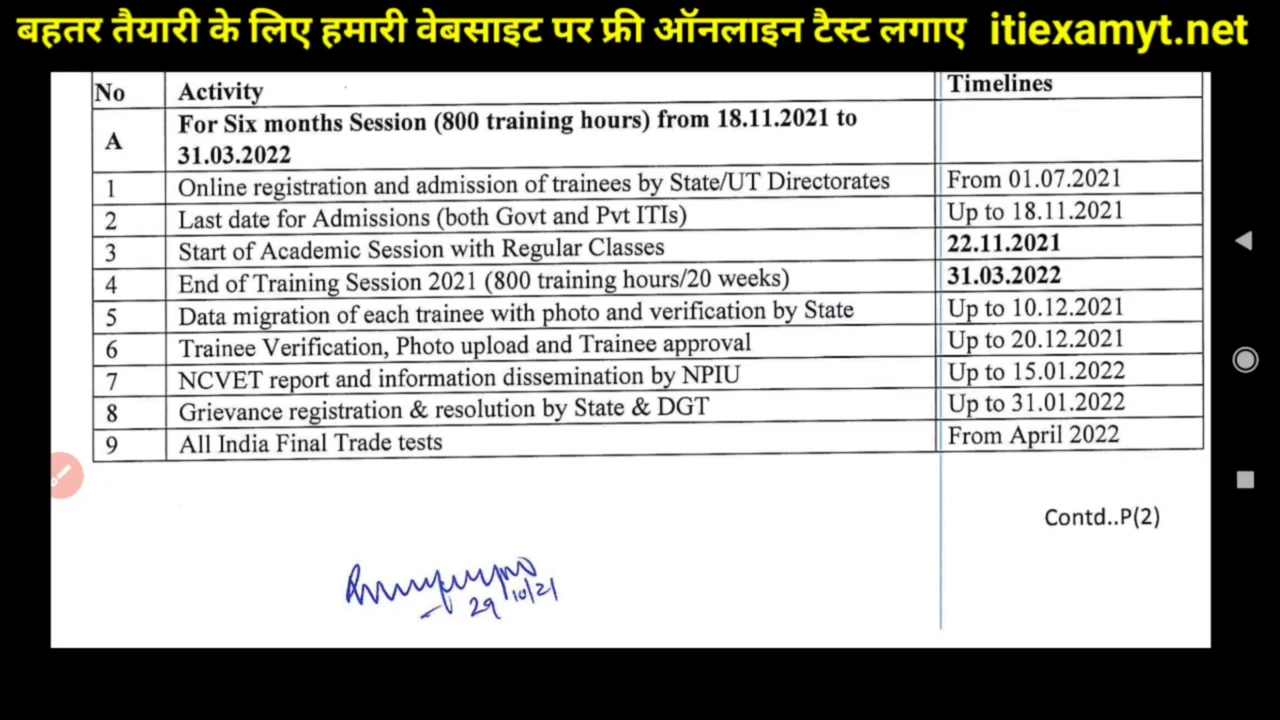 बहतर तैयारी के लिए हमारी वेबसाइट पर फ्री ऑनलाइन टैस्ट लगाए itiexamyt.net
No Activity Timelines
A For Six months Session (800 training hours) from 18.11.2021 to
31.03.2022
1 Online registration and admission of trainees by State/UT Directorates From 01.07.2021
2 Last date for Admissions (both Govt and Pvt ITIs) Up to 18.11.2021
3 Start of Academic Session with Regular Classes 22.11.2021
4 End of Training Session 2021 (800 training hours/20 weeks) 31.03.2022
5 Data migration of each trainee with photo and verification by State Up to 10.12.2021
6 Trainee Verification, Photo upload and Trainee approval Up to 20.12.2021
7 NCVET report and information dissemination by NPIU Up to 15.01.2022
8 Grievance registration & resolution by State & DGT Up to 31.01.2022
9 All India Final Trade tests From April 2022
Contd..P(2)
29/10/21